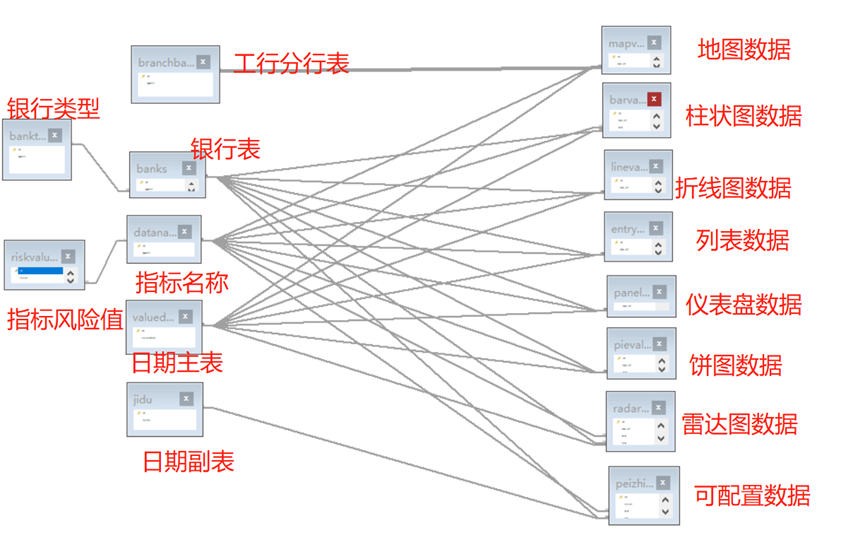 branchba...
工行分行表
mapv...
地图数据
银行类型
bankt...
barva...
柱状图数据
banks
银行表
lineva...
折线图数据
datana...
指标名称
entry...
列表数据
riskvalu...
指标风险值
panel...
仪表盘数据
valued...
日期主表
pieval...
饼图数据
jidu
日期副表
radar...
雷达图数据
peizhi...
可配置数据